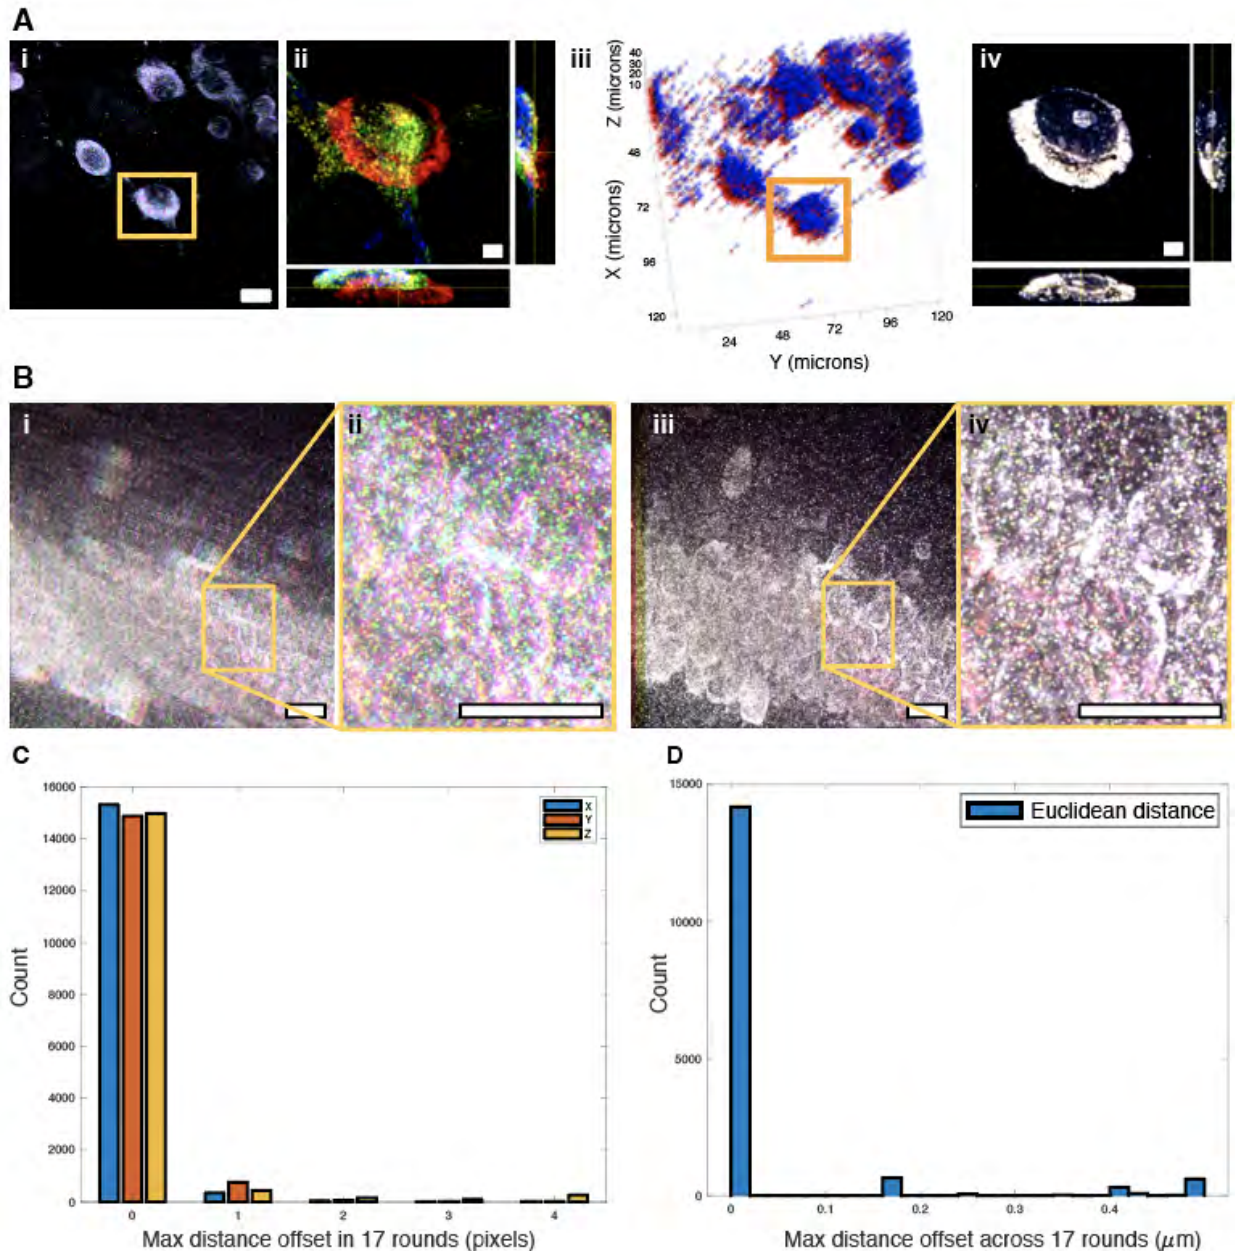 A
i
ii
iii
iv
Z (microns)
40
30
20
10
48
72
96
120
X (microns)
24
48
72
96
120
Y (microns)
B
i
ii
iii
iv
C
16000
14000
12000
10000
8000
6000
4000
2000
0
Count
X
Y
Z
0 1 2 3 4
Max distance offset in 17 rounds (pixels)
D
15000
10000
5000
0
Count
Euclidean distance
0 0.1 0.2 0.3 0.4
Max distance offset across 17 rounds (μm)